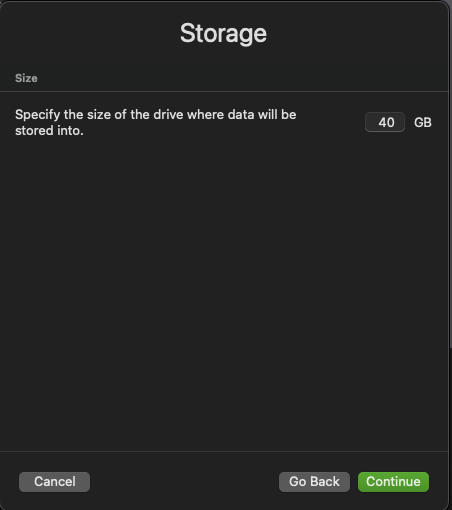 Storage
Size
Specify the size of the drive where data will be
stored into.
40 GB
Cancel
Go Back
Continue